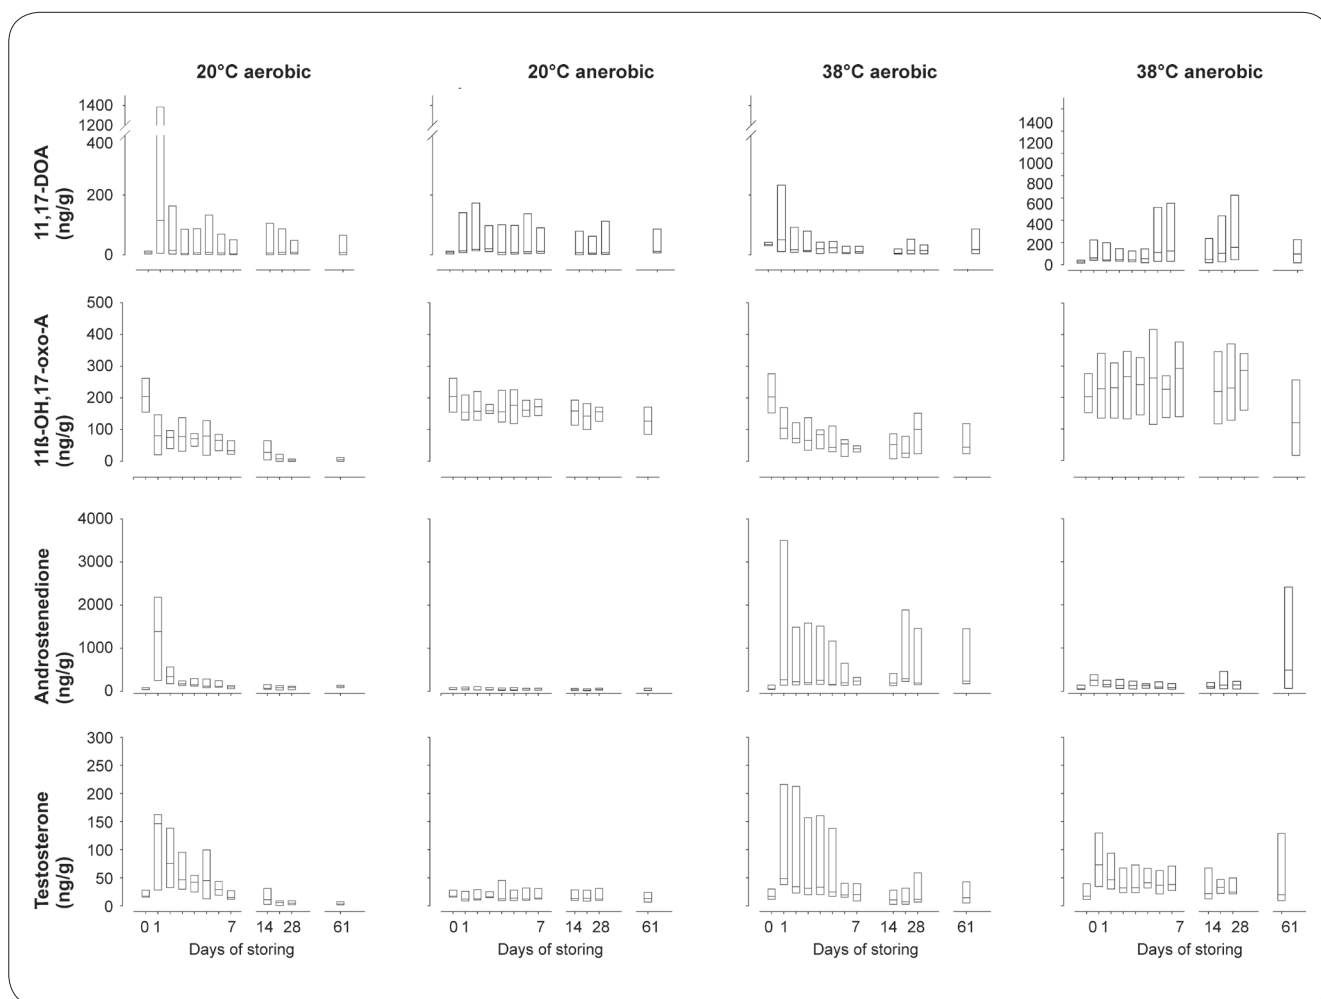 20°C aerobic
20°C anerobic
38°C aerobic
38°C anerobic
11,17-DOA
(ng/g)
1400
1200
400
200
0
1400
1200
1000
800
600
400
200
0
11ß-OH,17-oxo-A
(ng/g)
500
400
300
200
100
0
Androstenedione
(ng/g)
4000
3000
2000
1000
0
Testosterone
(ng/g)
300
250
200
150
100
50
0
0 1 7 14 28 61
0 1 7 14 28 61
0 1 7 14 28 61
0 1 7 14 28 61
Days of storing
Days of storing
Days of storing
Days of storing